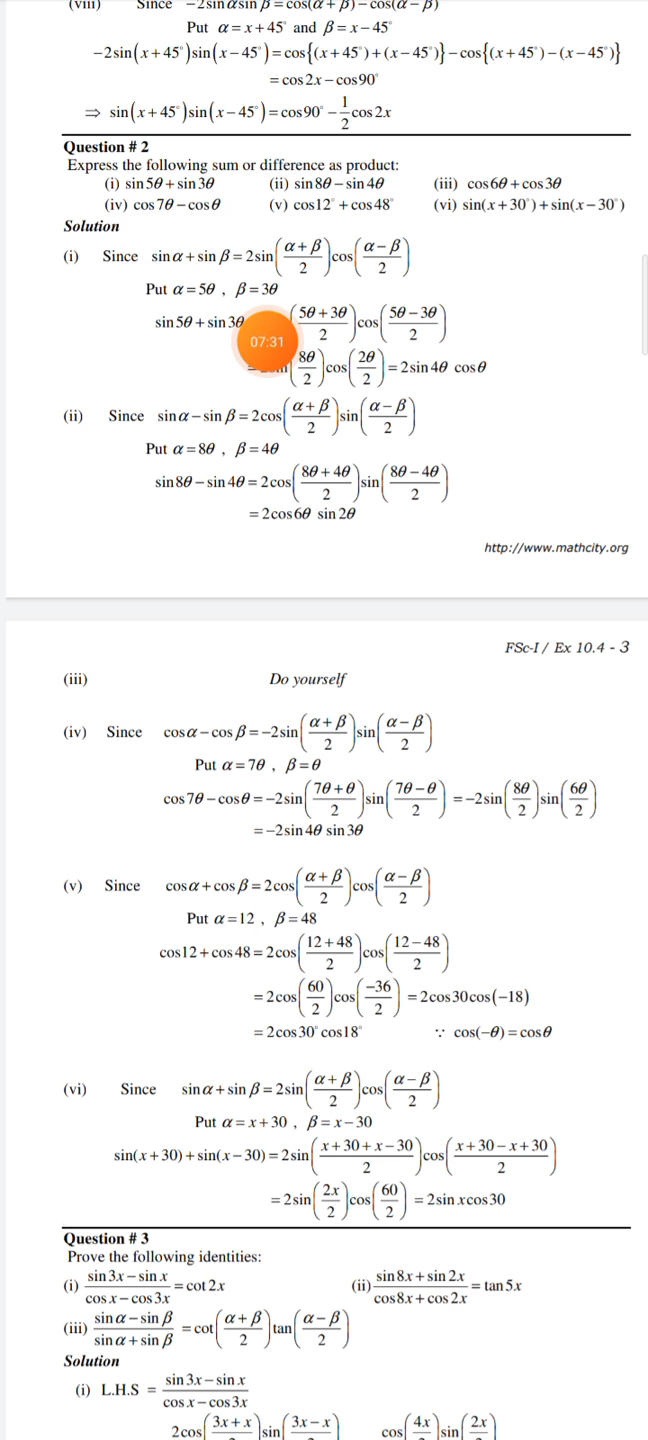 (viii) Since −2sinα sinβ = cos(α+β) − cos(α−β)
Put α = x+45° and β = x−45°
−2sin(x+45°)sin(x−45°) = cos{(x+45°)+(x−45°)} − cos{(x+45°)−(x−45°)}
= cos2x − cos90°
⇒ sin(x+45°)sin(x−45°) = cos90° − 1/2 cos2x
Question # 2
Express the following sum or difference as product:
(i) sin5θ + sin3θ (ii) sin8θ − sin4θ (iii) cos6θ + cos3θ
(iv) cos7θ − cosθ (v) cos12° + cos48° (vi) sin(x+30°) + sin(x−30°)
Solution
(i) Since sinα + sinβ = 2sin((α+β)/2)cos((α−β)/2)
Put α = 5θ , β = 3θ
sin5θ + sin3θ ((5θ+3θ)/2)cos((5θ−3θ)/2)
07:31
(8θ/2)cos(2θ/2) = 2sin4θ cosθ
(ii) Since sinα − sinβ = 2cos((α+β)/2)sin((α−β)/2)
Put α = 8θ , β = 4θ
sin8θ − sin4θ = 2cos((8θ+4θ)/2)sin((8θ−4θ)/2)
= 2cos6θ sin2θ
http://www.mathcity.org
FSc-I / Ex 10.4 - 3
(iii) Do yourself
(iv) Since cosα − cosβ = −2sin((α+β)/2)sin((α−β)/2)
Put α = 7θ , β = θ
cos7θ − cosθ = −2sin((7θ+θ)/2)sin((7θ−θ)/2) = −2sin(8θ/2)sin(6θ/2)
= −2sin4θ sin3θ
(v) Since cosα + cosβ = 2cos((α+β)/2)cos((α−β)/2)
Put α = 12 , β = 48
cos12 + cos48 = 2cos((12+48)/2)cos((12−48)/2)
= 2cos(60/2)cos(−36/2) = 2cos30cos(−18)
= 2cos30° cos18° ∵ cos(−θ) = cosθ
(vi) Since sinα + sinβ = 2sin((α+β)/2)cos((α−β)/2)
Put α = x+30 , β = x−30
sin(x+30) + sin(x−30) = 2sin((x+30+x−30)/2)cos((x+30−x+30)/2)
= 2sin(2x/2)cos(60/2) = 2sin x cos30
Question # 3
Prove the following identities:
(i) (sin3x − sin x)/(cos x − cos3x) = cot2x (ii) (sin8x + sin2x)/(cos8x + cos2x) = tan5x
(iii) (sinα − sinβ)/(sinα + sinβ) = cot((α+β)/2)tan((α−β)/2)
Solution
(i) L.H.S = (sin3x − sin x)/(cos x − cos3x)
2cos(3x+x)sin(3x−x) cos(4x)sin(2x)